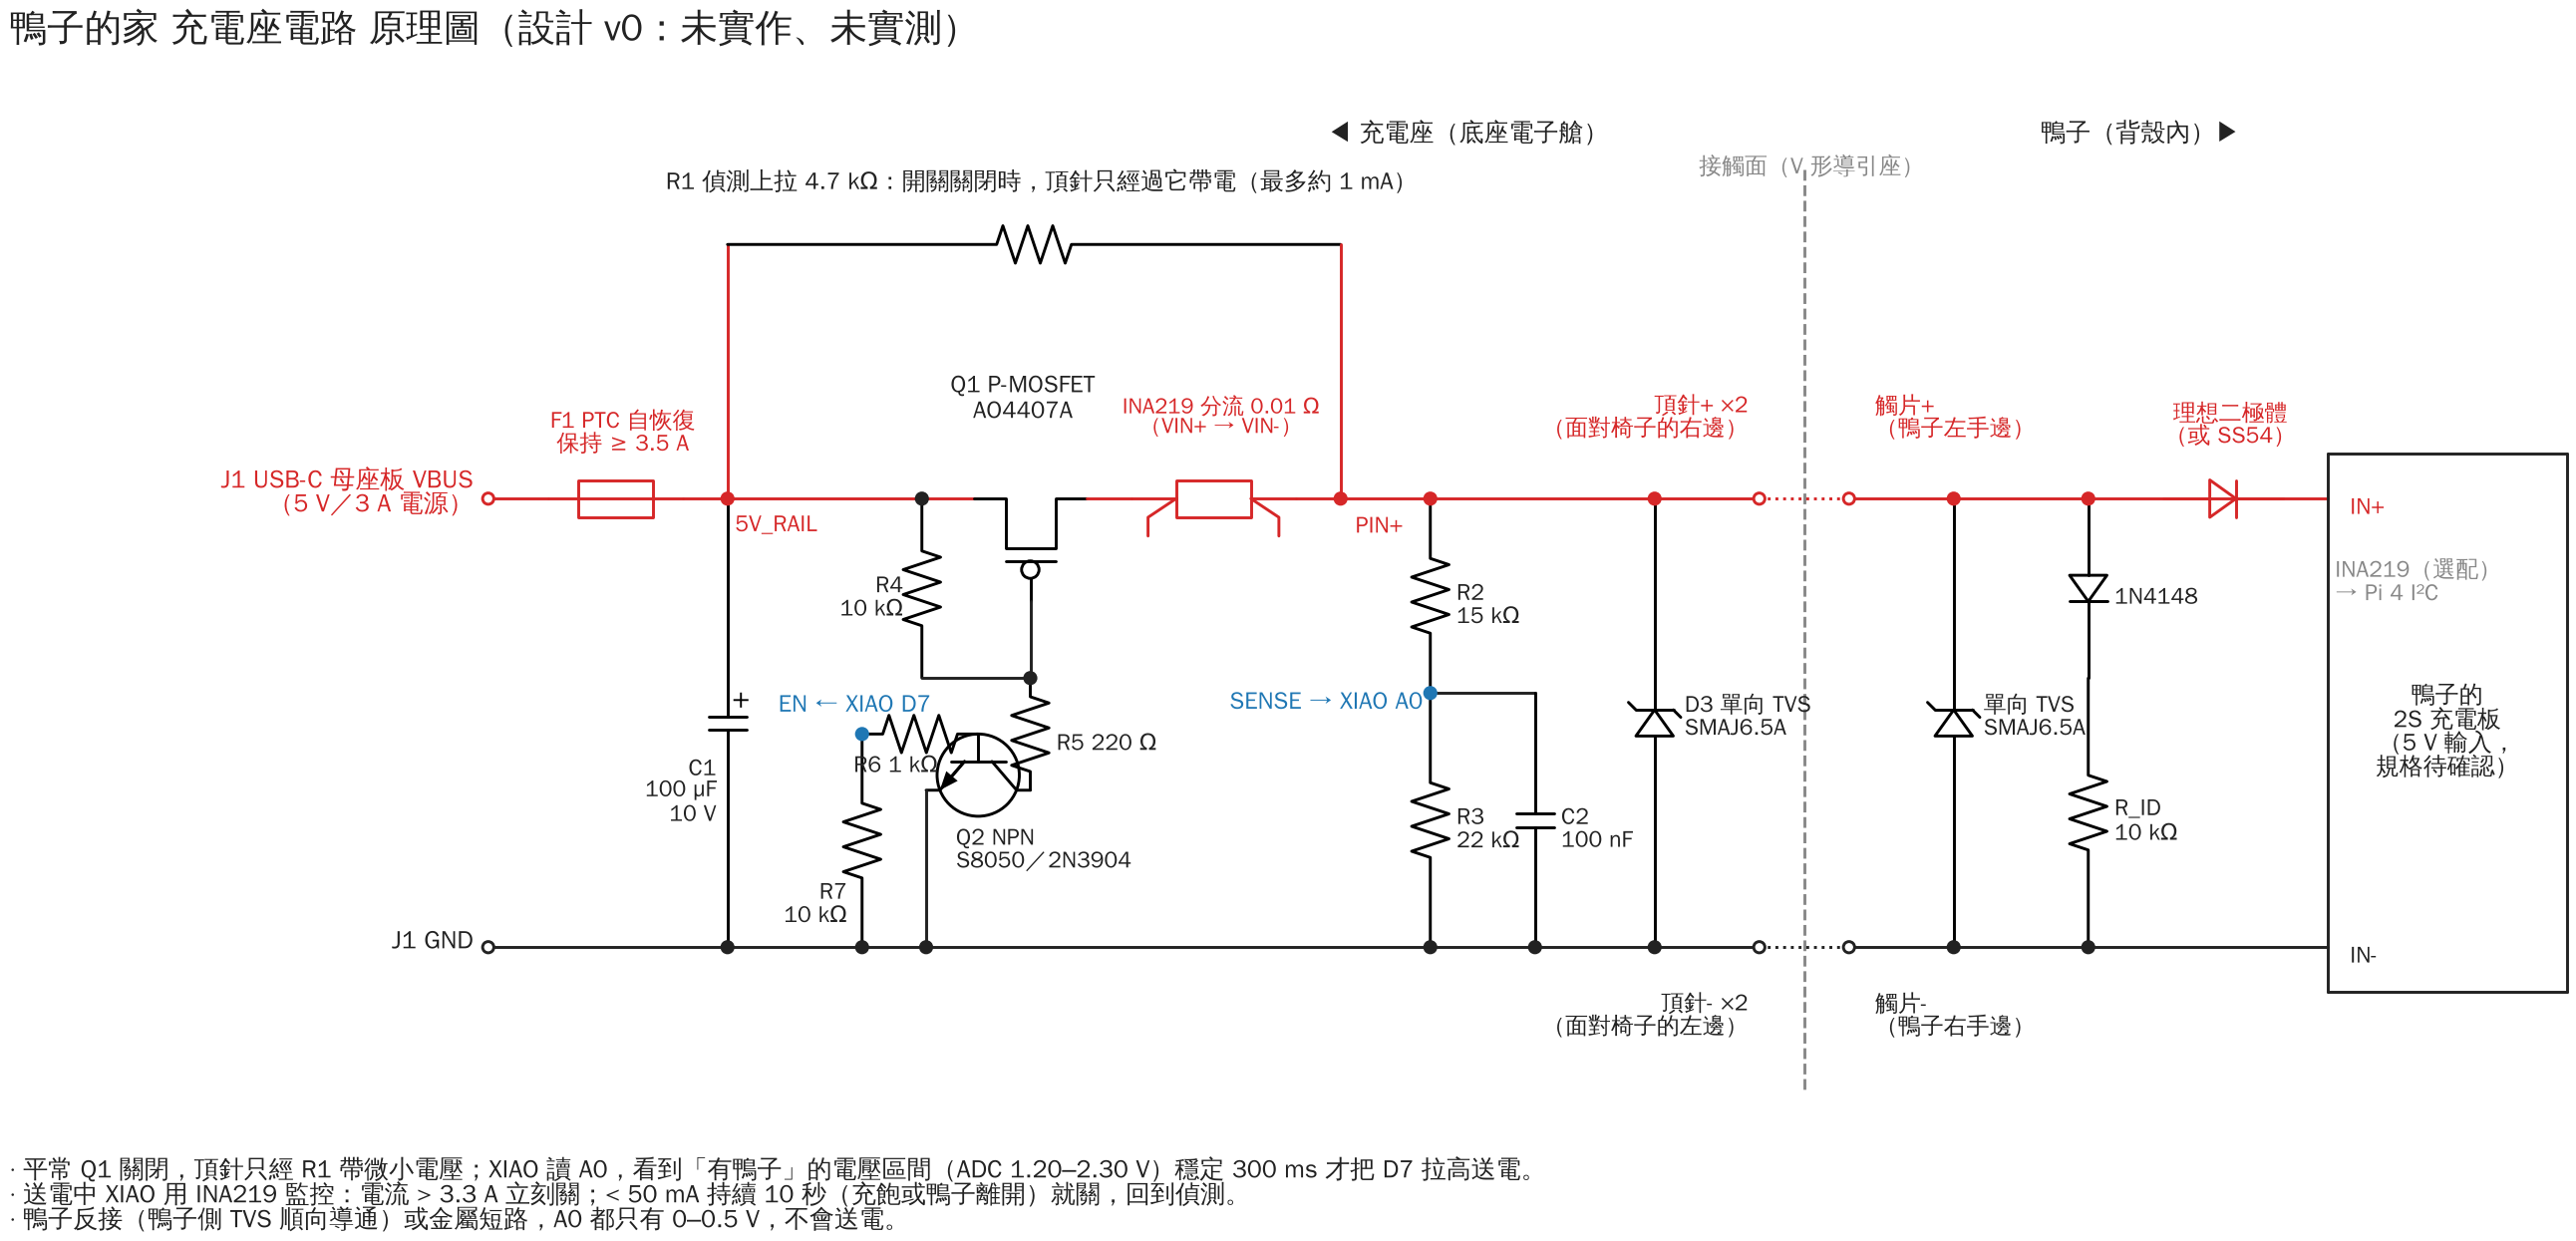 鴨子的家 充電座電路 原理圖（設計 v0：未實作、未實測）
◀ 充電座（底座電子艙）
鴨子（背殼內）▶
接觸面（V 形導引座）
R1 偵測上拉 4.7 kΩ：開關關閉時，頂針只經過它帶電（最多約 1 mA）
Q1 P-MOSFET
AO4407A
INA219 分流 0.01 Ω
（VIN+ → VIN-）
頂針+ ×2
（面對椅子的右邊）
觸片+
（鴨子左手邊）
理想二極體
（或 SS54）
F1 PTC 自恢復
保持 ≥ 3.5 A
J1 USB-C 母座板 VBUS
（5 V／3 A 電源）
5V_RAIL
PIN+
IN+
INA219（選配）
→ Pi 4 I²C
R4
10 kΩ
R2
15 kΩ
1N4148
EN ← XIAO D7
SENSE → XIAO A0
D3 單向 TVS
SMAJ6.5A
單向 TVS
SMAJ6.5A
鴨子的
2S 充電板
（5 V 輸入，
規格待確認）
+
R5 220 Ω
R6 1 kΩ
C1
100 µF
10 V
Q2 NPN
S8050／2N3904
R3
22 kΩ
C2
100 nF
R_ID
10 kΩ
R7
10 kΩ
J1 GND
IN-
頂針- ×2
（面對椅子的左邊）
觸片-
（鴨子右手邊）
· 平常 Q1 關閉，頂針只經 R1 帶微小電壓；XIAO 讀 A0，看到「有鴨子」的電壓區間（ADC 1.20–2.30 V）穩定 300 ms 才把 D7 拉高送電。
· 送電中 XIAO 用 INA219 監控：電流 > 3.3 A 立刻關；< 50 mA 持續 10 秒（充飽或鴨子離開）就關，回到偵測。
· 鴨子反接（鴨子側 TVS 順向導通）或金屬短路，A0 都只有 0–0.5 V，不會送電。